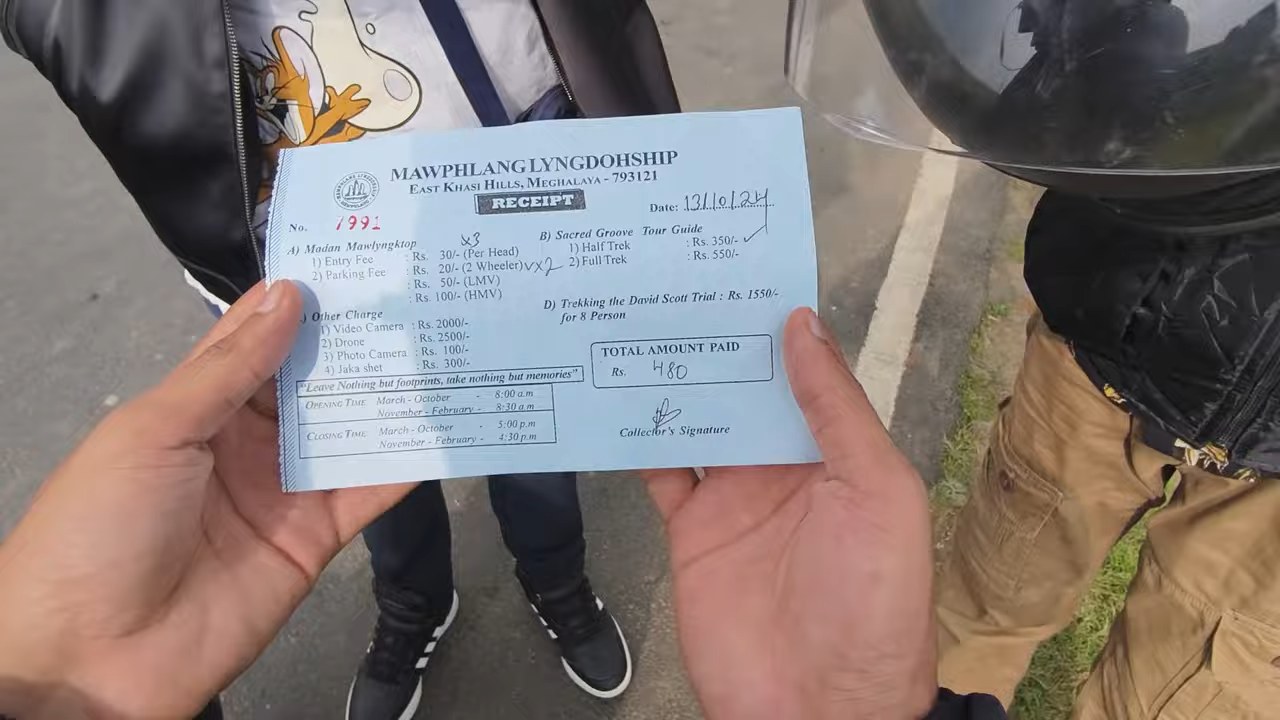 MAWPHLANG LYNGDOHSHIP
EAST KHASI HILLS, MEGHALAYA - 793121
RECEIPT
No. 1991
Date: 13/10/24
A) Madan Mawlyngktop
x3
1) Entry Fee : Rs. 30/- (Per Head)
2) Parking Fee : Rs. 20/- (2 Wheeler) ✓x2
: Rs. 50/- (LMV)
: Rs. 100/- (HMV)
B) Sacred Groove Tour Guide
1) Half Trek : Rs. 350/- ✓
2) Full Trek : Rs. 550/-
) Other Charge
1) Video Camera : Rs. 2000/-
2) Drone : Rs. 2500/-
3) Photo Camera : Rs. 100/-
4) Jaka shet : Rs. 300/-
D) Trekking the David Scott Trial : Rs. 1550/-
for 8 Person
TOTAL AMOUNT PAID
Rs. 480
"Leave Nothing but footprints, take nothing but memories"
OPENING TIME March - October - 8:00 a.m
November - February - 8:30 a.m
CLOSING TIME March - October - 5:00 p.m
November - February - 4:30 p.m
Collector's Signature